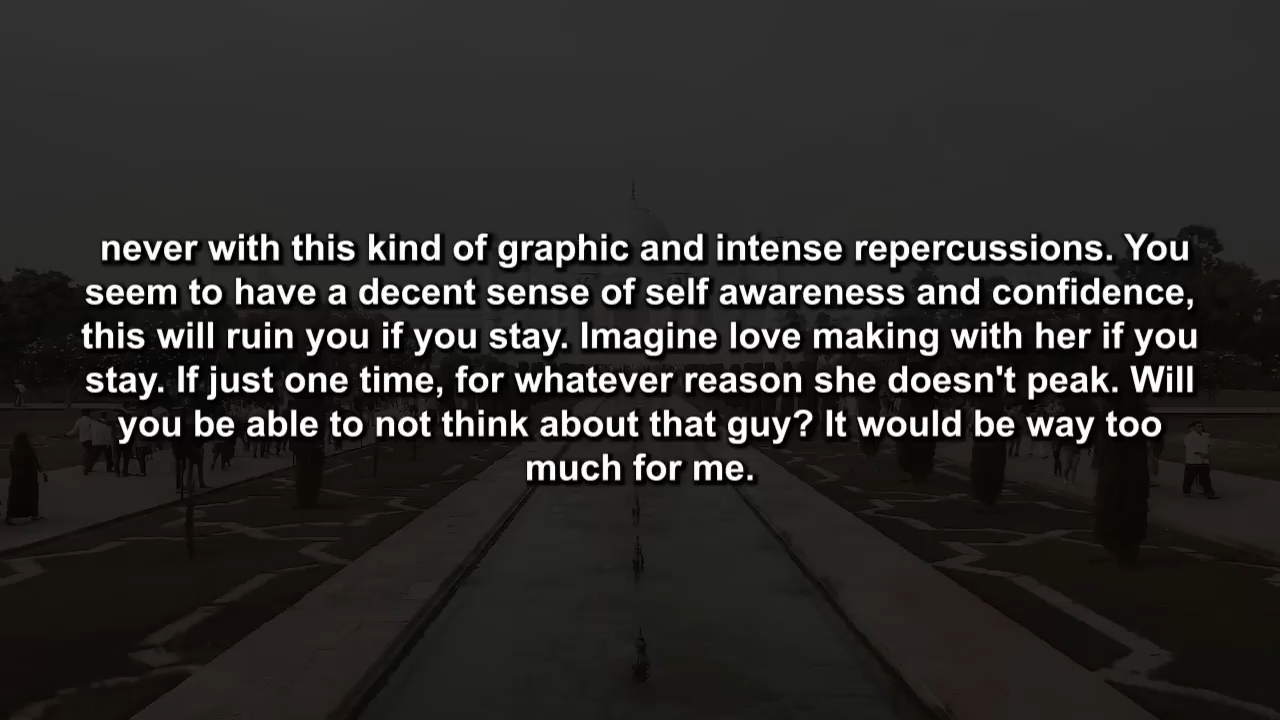 never with this kind of graphic and intense repercussions. You
seem to have a decent sense of self awareness and confidence,
this will ruin you if you stay. Imagine love making with her if you
stay. If just one time, for whatever reason she doesn't peak. Will
you be able to not think about that guy? It would be way too
much for me.